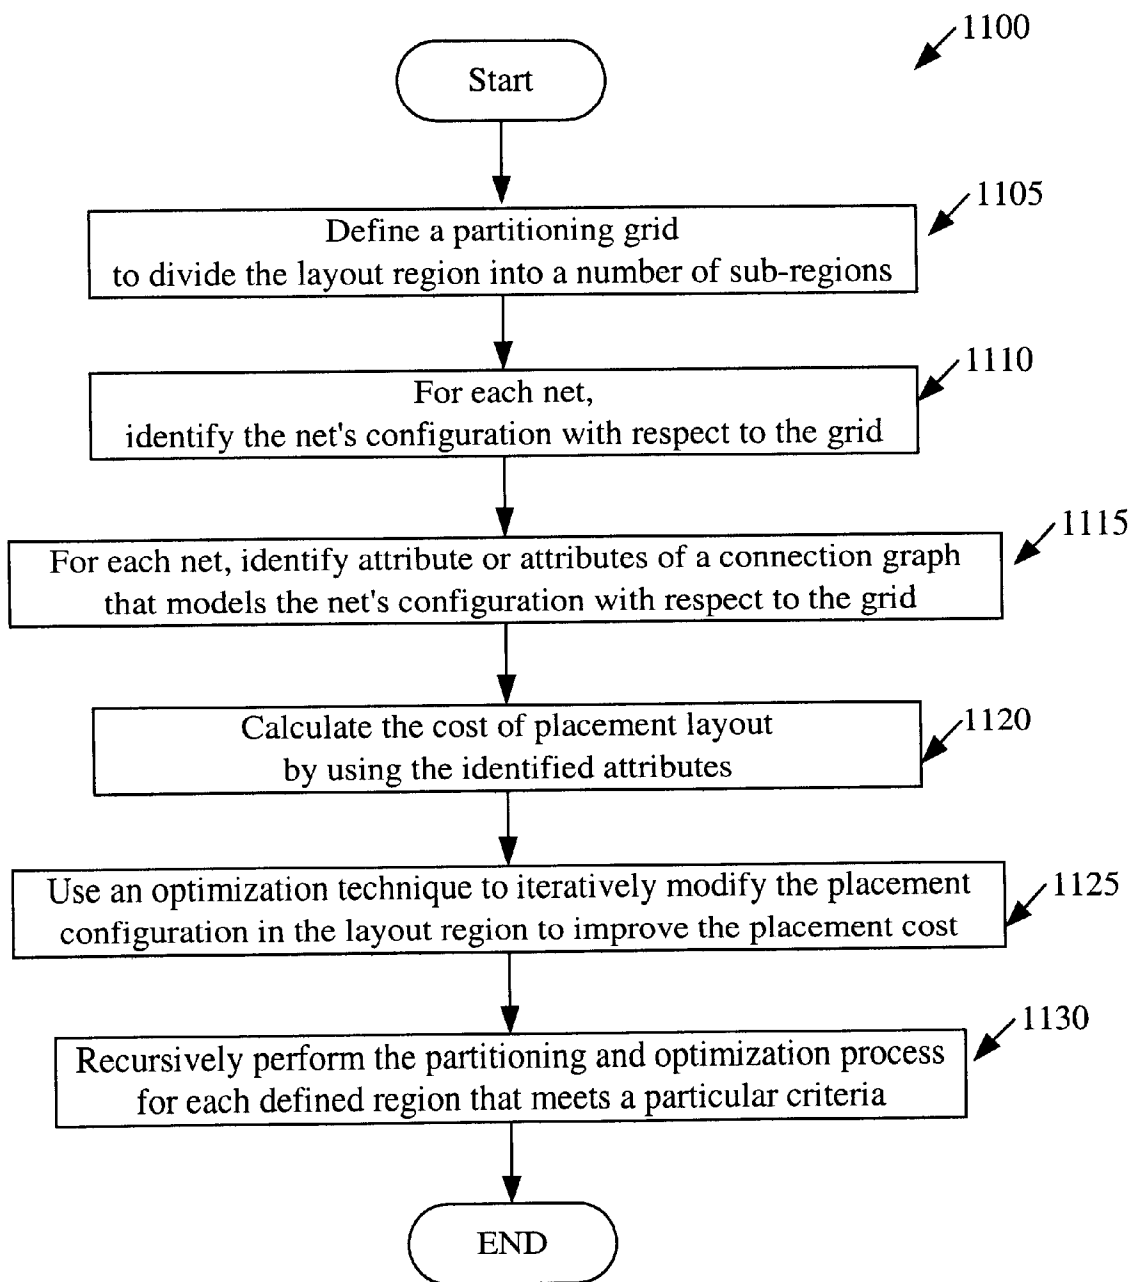 1100
Start
1105
Define a partitioning grid
to divide the layout region into a number of sub-regions
1110
For each net,
identify the net's configuration with respect to the grid
1115
For each net, identify attribute or attributes of a connection graph
that models the net's configuration with respect to the grid
1120
Calculate the cost of placement layout
by using the identified attributes
1125
Use an optimization technique to iteratively modify the placement
configuration in the layout region to improve the placement cost
1130
Recursively perform the partitioning and optimization process
for each defined region that meets a particular criteria
END